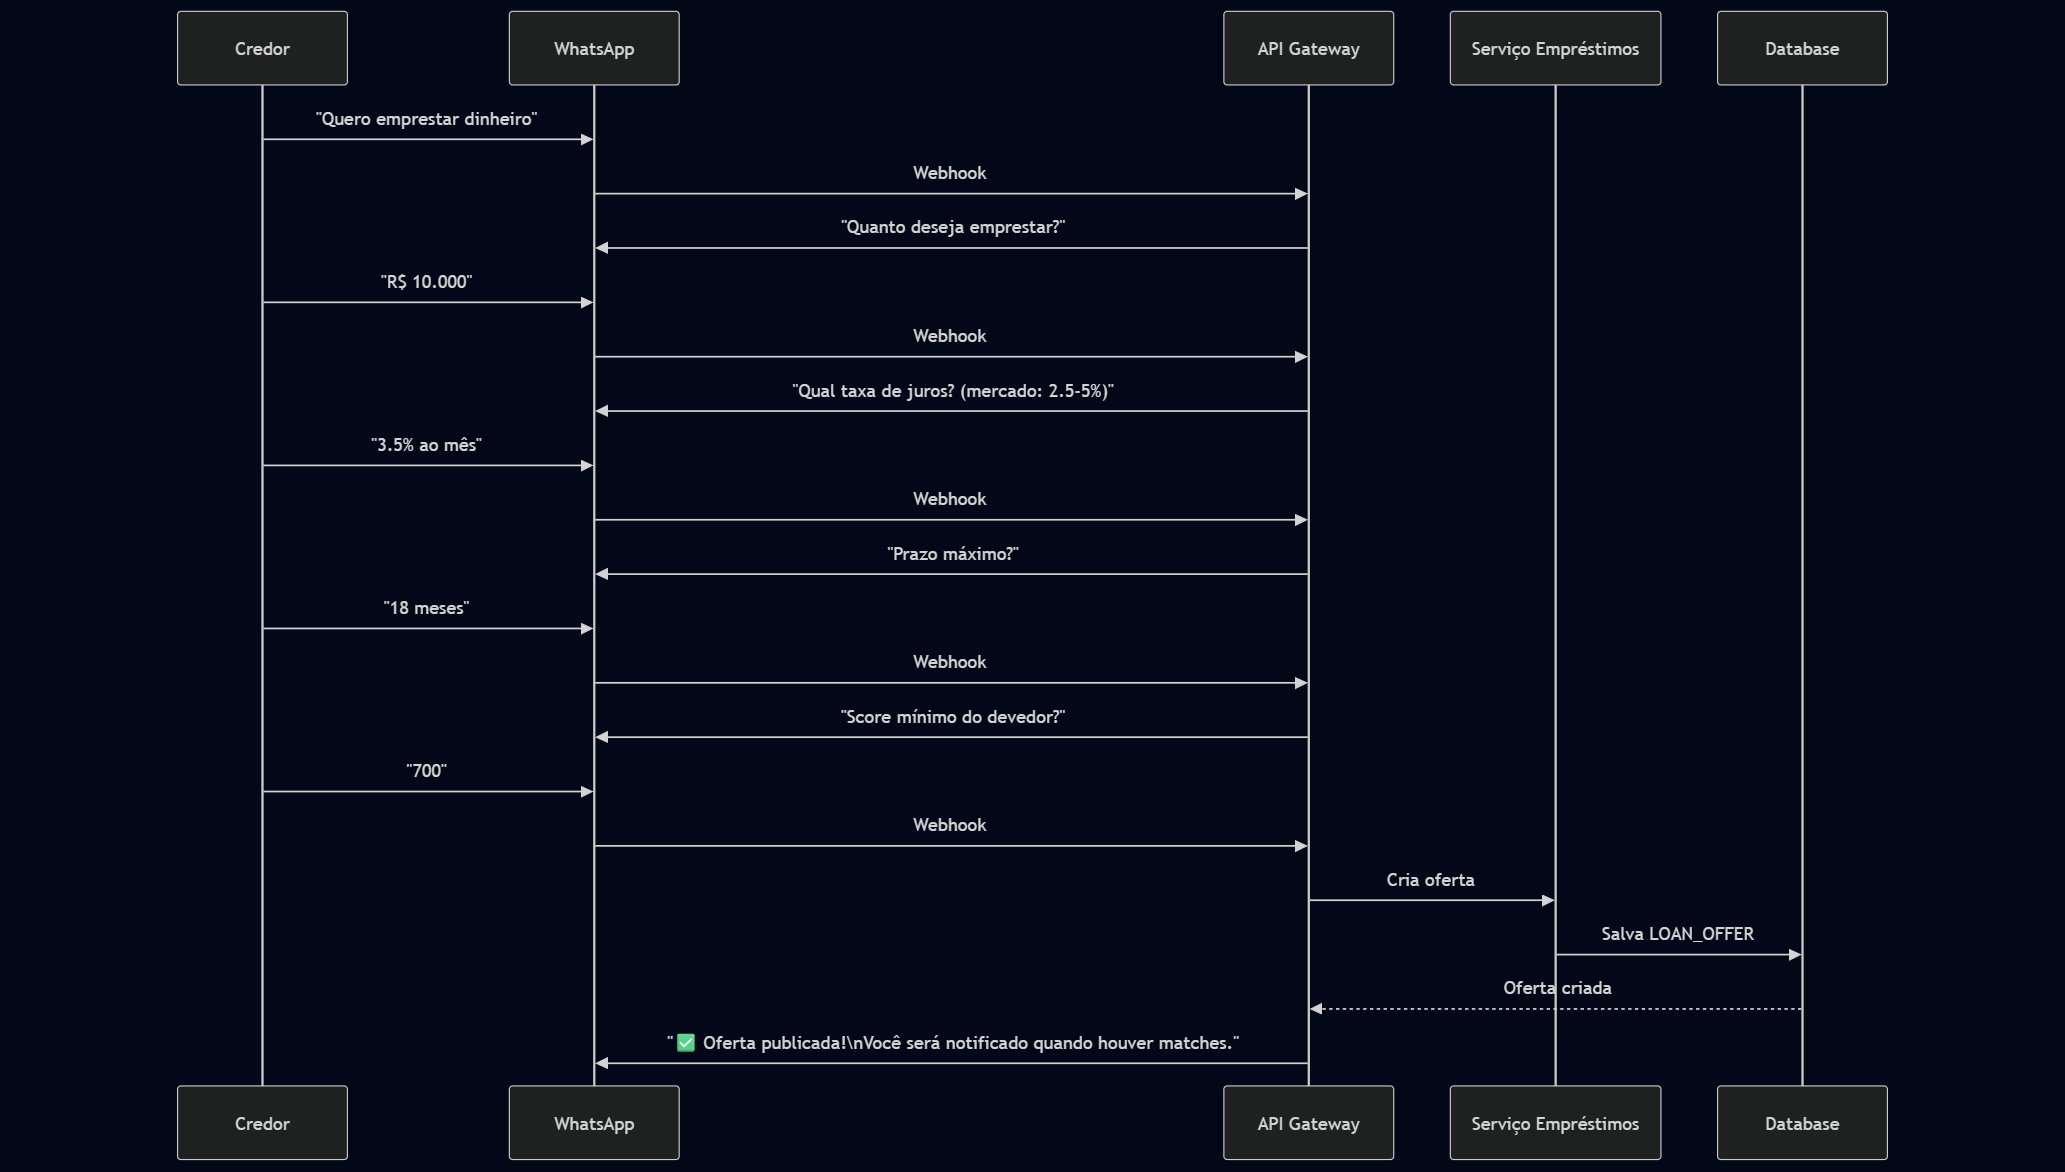 Credor
WhatsApp
API Gateway
Serviço Empréstimos
Database
"Quero emprestar dinheiro"
Webhook
"Quanto deseja emprestar?"
"R$ 10.000"
Webhook
"Qual taxa de juros? (mercado: 2.5-5%)"
"3.5% ao mês"
Webhook
"Prazo máximo?"
"18 meses"
Webhook
"Score mínimo do devedor?"
"700"
Webhook
Cria oferta
Salva LOAN_OFFER
Oferta criada
"✅ Oferta publicada!\nVocê será notificado quando houver matches."
Credor
WhatsApp
API Gateway
Serviço Empréstimos
Database